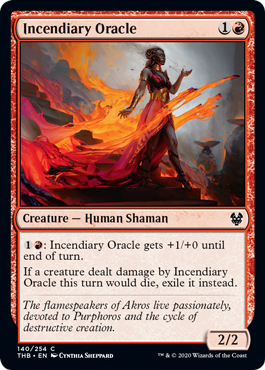 Incendiary Oracle 1
Creature — Human Shaman
1 : Incendiary Oracle gets +1/+0 until
end of turn.
If a creature dealt damage by Incendiary
Oracle this turn would die, exile it instead.
The flamespeakers of Akros live passionately,
devoted to Purphoros and the cycle of
destructive creation.
2/2
140/254 C
THB • EN Cynthia Sheppard
™ & © 2020 Wizards of the Coast